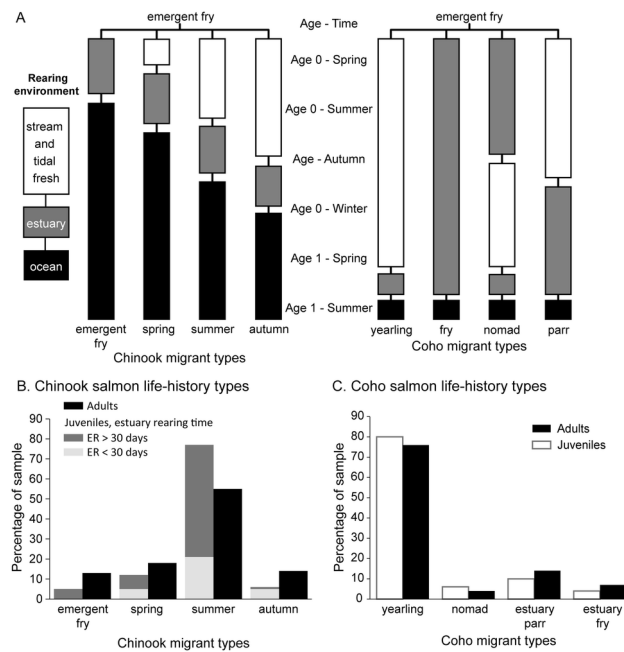 A
emergent fry
Age - Time
emergent fry
Rearing
environment
stream
and
tidal
fresh
estuary
ocean
Age 0 - Spring
Age 0 - Summer
Age - Autumn
Age 0 - Winter
Age 1 - Spring
Age 1 - Summer
emergent
fry
spring
summer
autumn
Chinook migrant types
yearling
fry
nomad
parr
Coho migrant types
B. Chinook salmon life-history types
Adults
Juveniles, estuary rearing time
ER > 30 days
ER < 30 days
Percentage of sample
90
80
70
60
50
40
30
20
10
0
emergent
fry
spring
summer
autumn
Chinook migrant types
C. Coho salmon life-history types
Adults
Juveniles
Percentage of sample
90
80
70
60
50
40
30
20
10
0
yearling
nomad
estuary
parr
estuary
fry
Coho migrant types